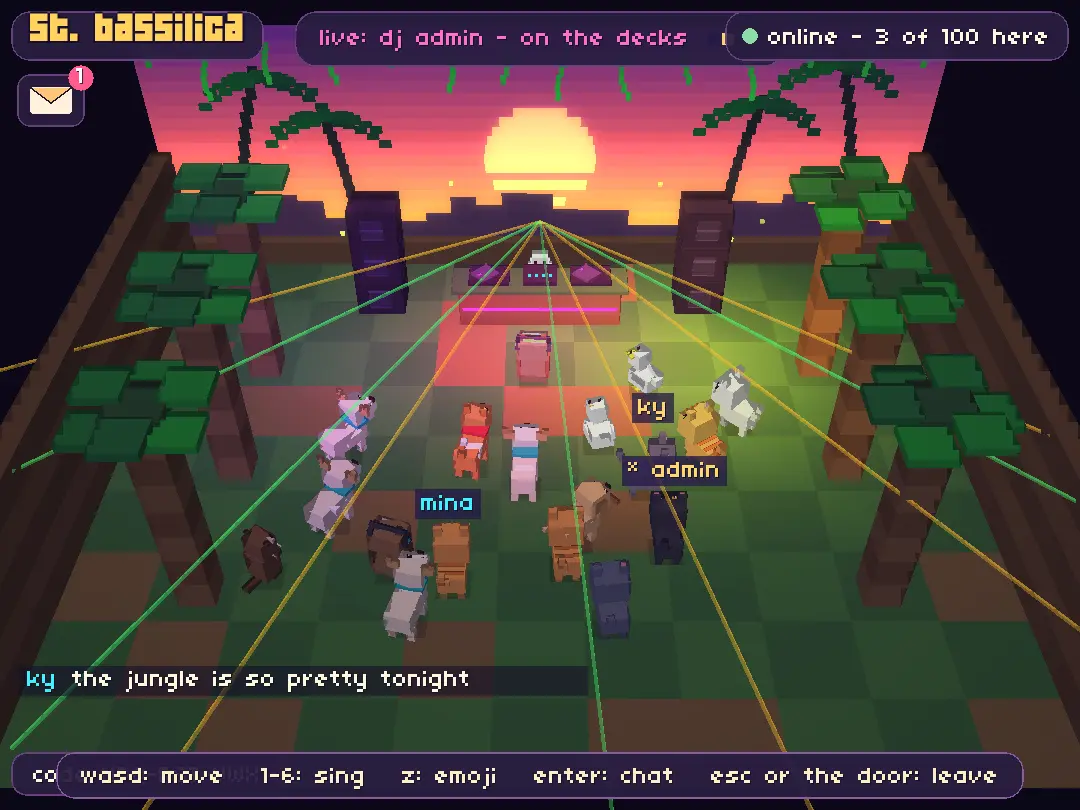 st. bassilica
live: dj admin - on the decks
online - 3 of 100 here
1
ky
× admin
mina
ky the jungle is so pretty tonight
co
wasd: move 1-6: sing z: emoji enter: chat esc or the door: leave